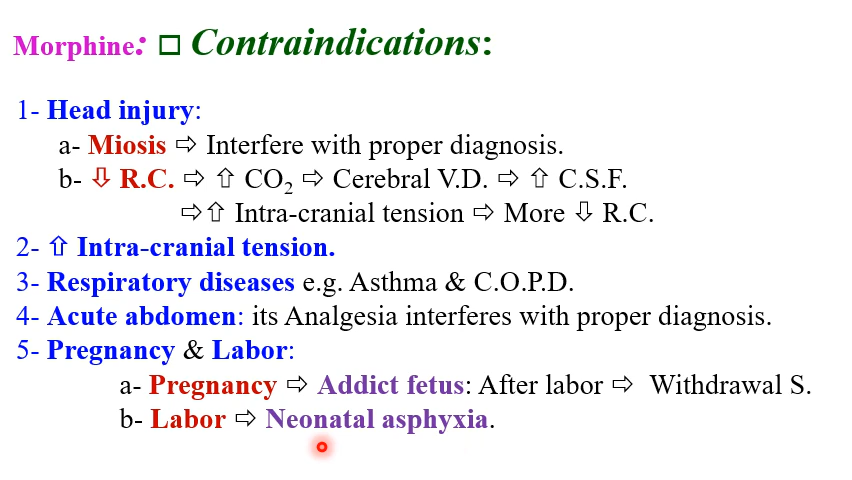 Morphine: □ Contraindications:
1- Head injury:
a- Miosis ⇨ Interfere with proper diagnosis.
b- ⇩ R.C. ⇨ ⇧ CO₂ ⇨ Cerebral V.D. ⇨ ⇧ C.S.F.
⇨⇧ Intra-cranial tension ⇨ More ⇩ R.C.
2- ⇧ Intra-cranial tension.
3- Respiratory diseases e.g. Asthma & C.O.P.D.
4- Acute abdomen: its Analgesia interferes with proper diagnosis.
5- Pregnancy & Labor:
a- Pregnancy ⇨ Addict fetus: After labor ⇨ Withdrawal S.
b- Labor ⇨ Neonatal asphyxia.